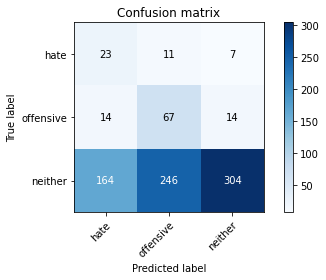 Confusion matrix
True label
hate 23 11 7
offensive 14 67 14
neither 164 246 304
hate offensive neither
Predicted label
300
250
200
150
100
50